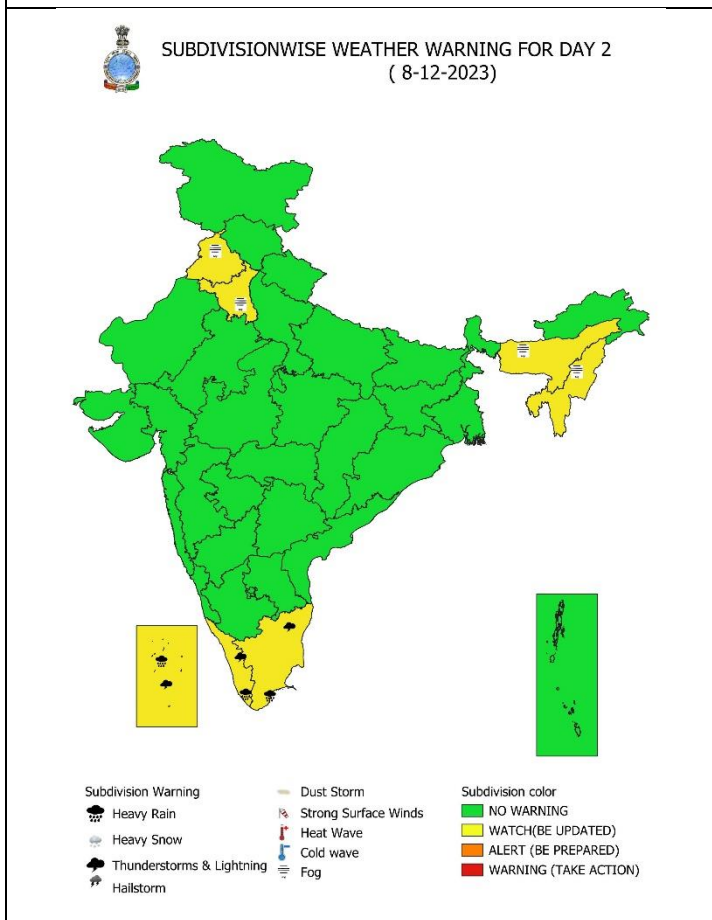 SUBDIVISIONWISE WEATHER WARNING FOR DAY 2
( 8-12-2023)
Subdivision Warning
Heavy Rain
Heavy Snow
Thunderstorms & Lightning
Hailstorm
Dust Storm
Strong Surface Winds
Heat Wave
Cold wave
Fog
Subdivision color
NO WARNING
WATCH(BE UPDATED)
ALERT (BE PREPARED)
WARNING (TAKE ACTION)